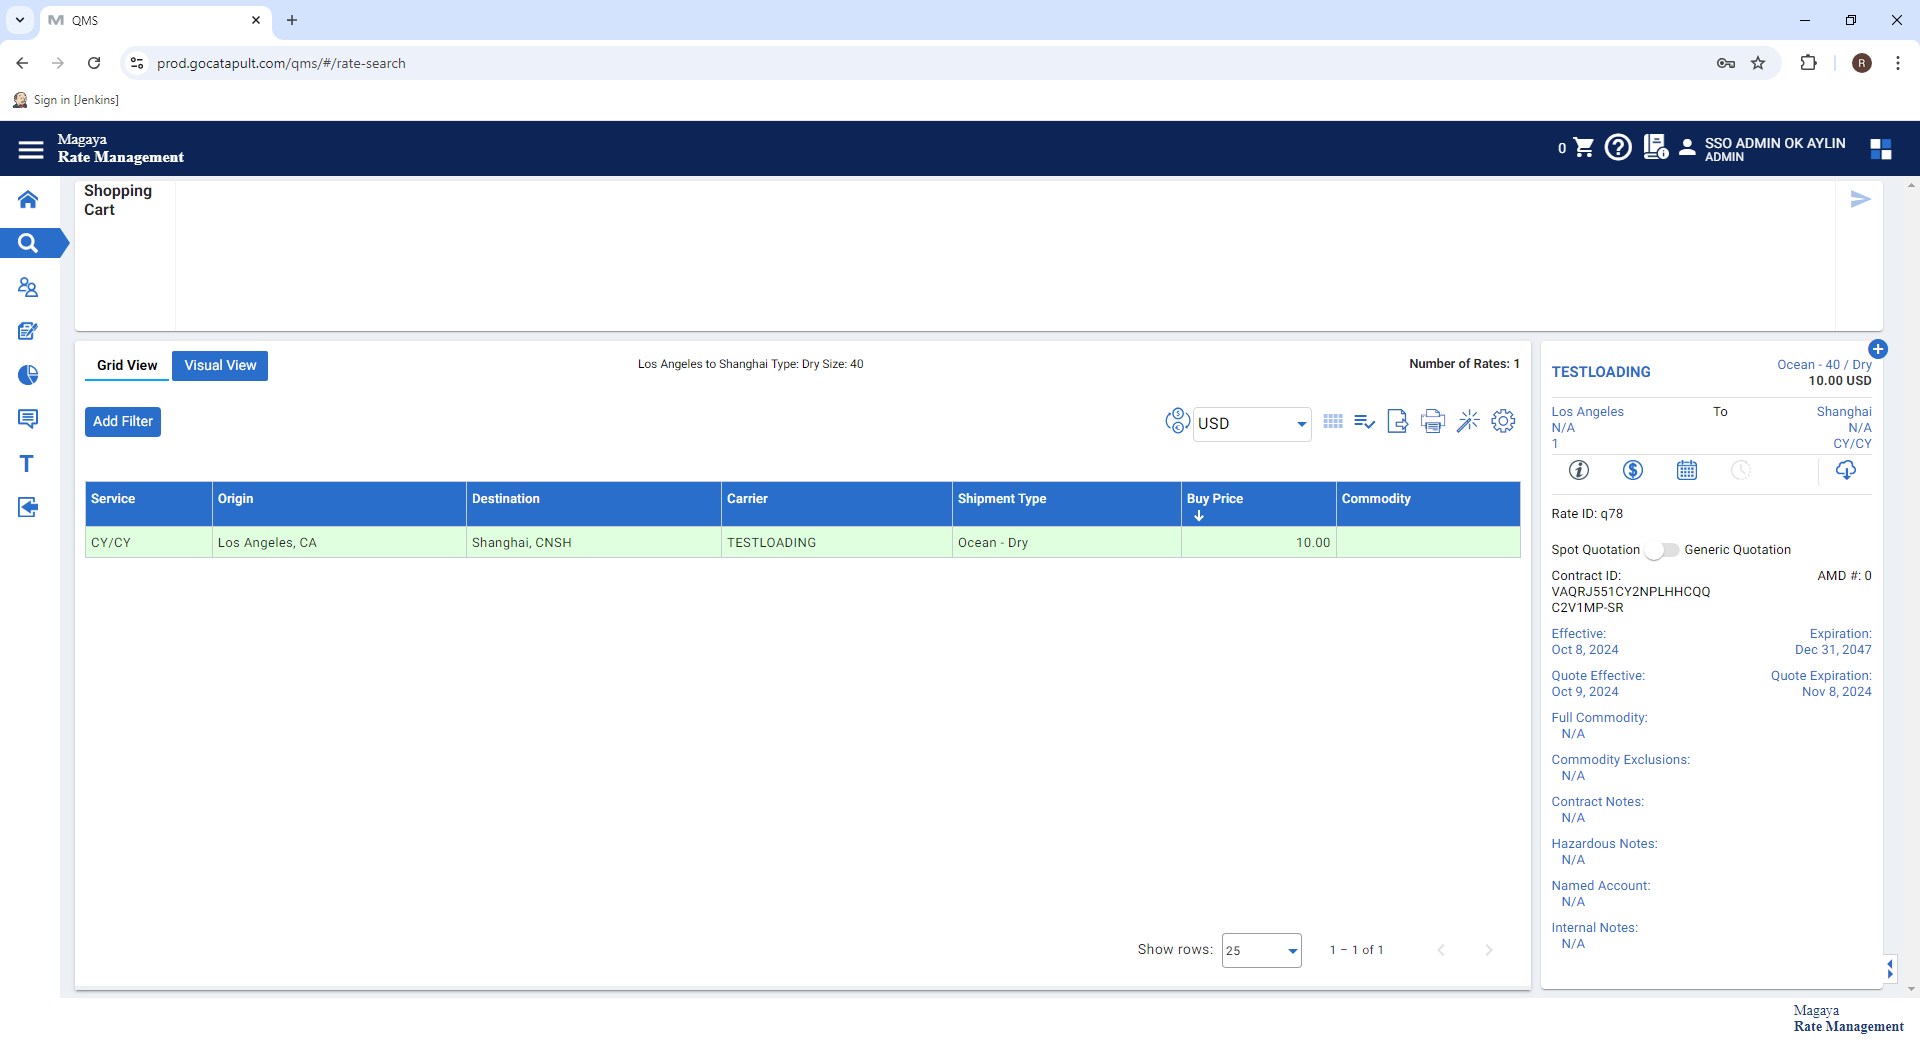 QMS
prod.gocatapult.com/qms/#/rate-search
R
Sign in [Jenkins]
Magaya
Rate Management
0
SSO ADMIN OK AYLIN
ADMIN
Shopping
Cart
Grid View
Visual View
Los Angeles to Shanghai Type: Dry Size: 40
Number of Rates: 1
Add Filter
USD
Service Origin Destination Carrier Shipment Type Buy Price Commodity
CY/CY Los Angeles, CA Shanghai, CNSH TESTLOADING Ocean - Dry 10.00
Show rows: 25 1 – 1 of 1
TESTLOADING
Ocean - 40 / Dry
10.00 USD
Los Angeles To Shanghai
N/A N/A
1 CY/CY
Rate ID: q78
Spot Quotation Generic Quotation
Contract ID: AMD #: 0
VAQRJ551CY2NPLHHCQQ
C2V1MP-SR
Effective: Expiration:
Oct 8, 2024 Dec 31, 2047
Quote Effective: Quote Expiration:
Oct 9, 2024 Nov 8, 2024
Full Commodity:
N/A
Commodity Exclusions:
N/A
Contract Notes:
N/A
Hazardous Notes:
N/A
Named Account:
N/A
Internal Notes:
N/A
Magaya
Rate Management